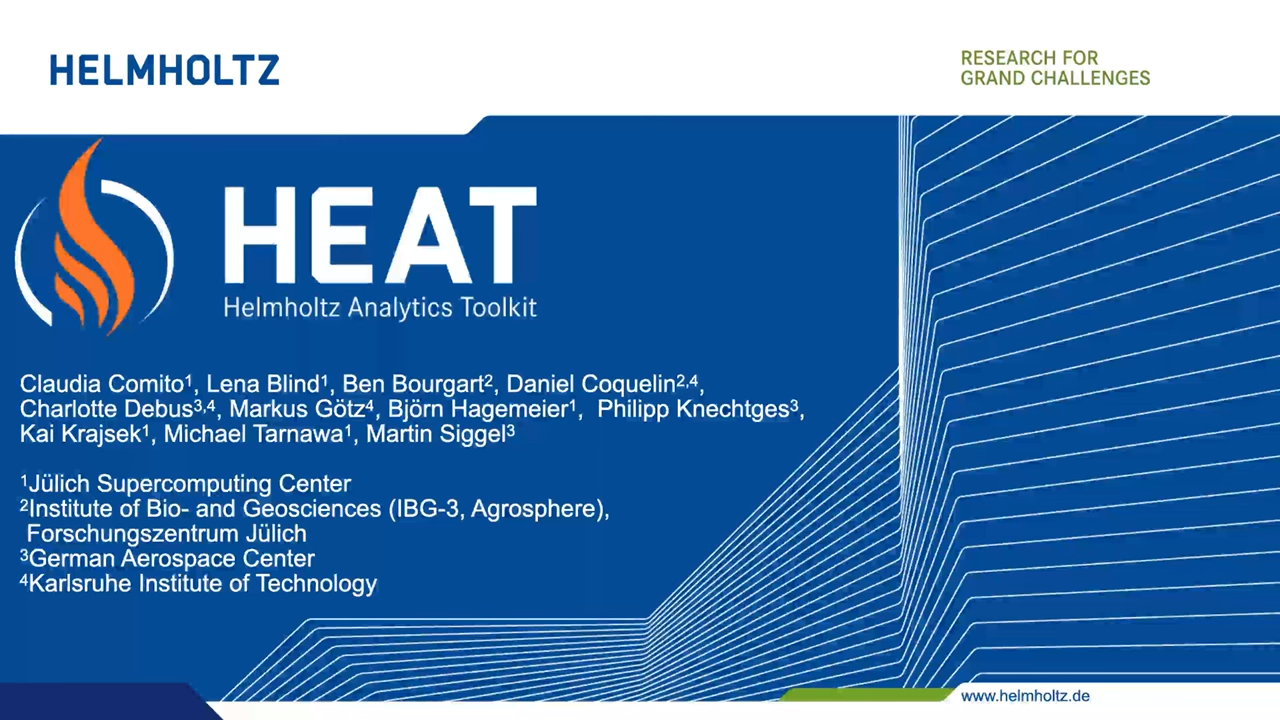 HELMHOLTZ
RESEARCH FOR
GRAND CHALLENGES
HEAT
Helmholtz Analytics Toolkit
Claudia Comito¹, Lena Blind¹, Ben Bourgart², Daniel Coquelin²,⁴,
Charlotte Debus³,⁴, Markus Götz⁴, Björn Hagemeier¹, Philipp Knechtges³,
Kai Krajsek¹, Michael Tarnawa¹, Martin Siggel³
¹Jülich Supercomputing Center
²Institute of Bio- and Geosciences (IBG-3, Agrosphere),
Forschungszentrum Jülich
³German Aerospace Center
⁴Karlsruhe Institute of Technology
www.helmholtz.de